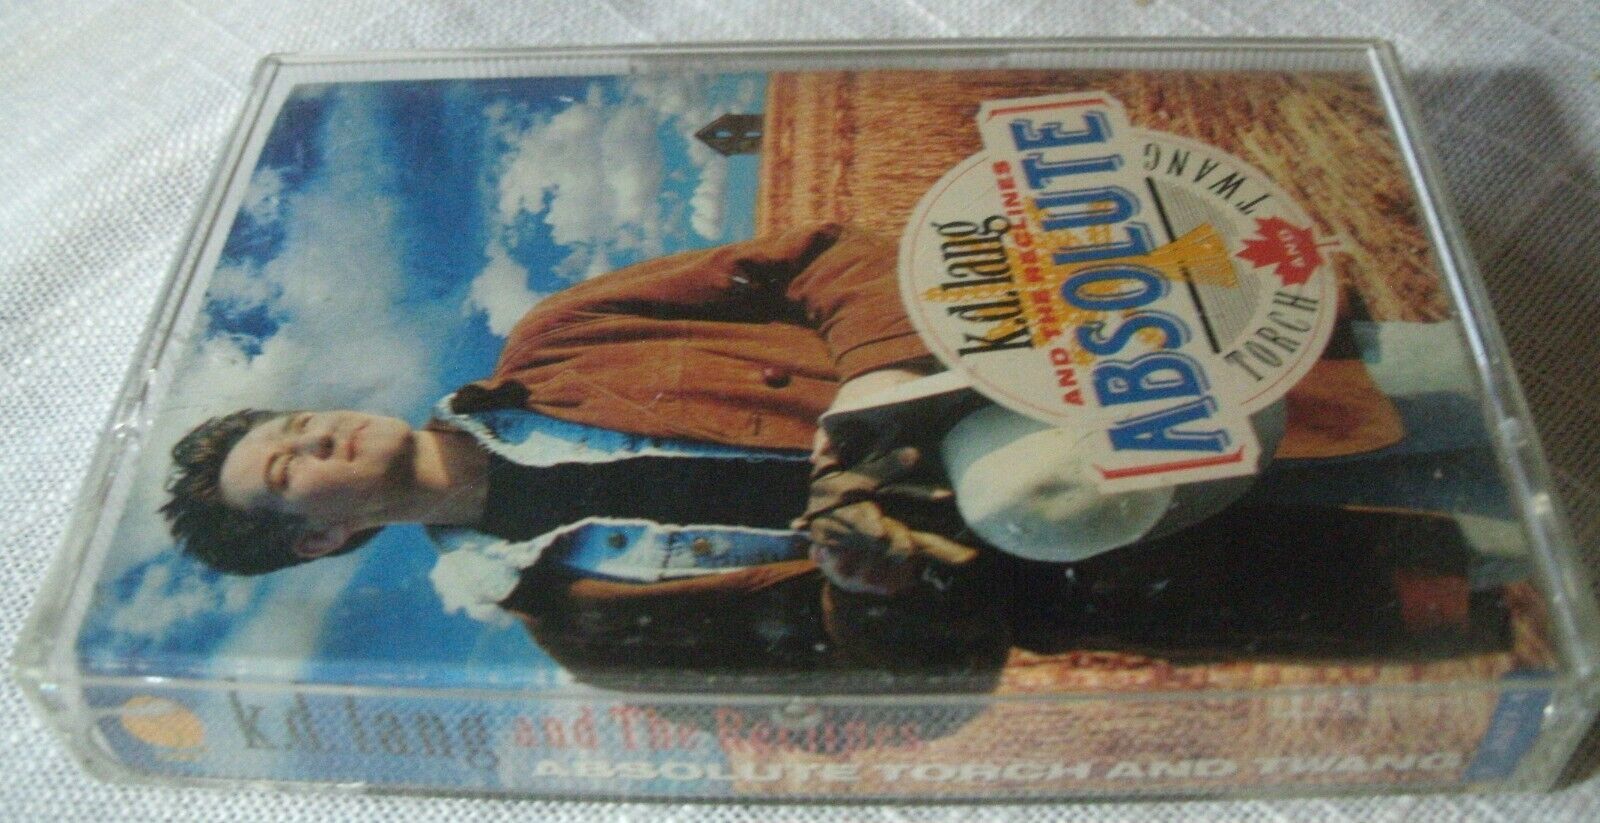 k.d. lang
AND THE RECLINES
ABSOLUTE
TORCH
AND
TWANG
k.d. lang and The Reclines
ABSOLUTE TORCH AND TWANG